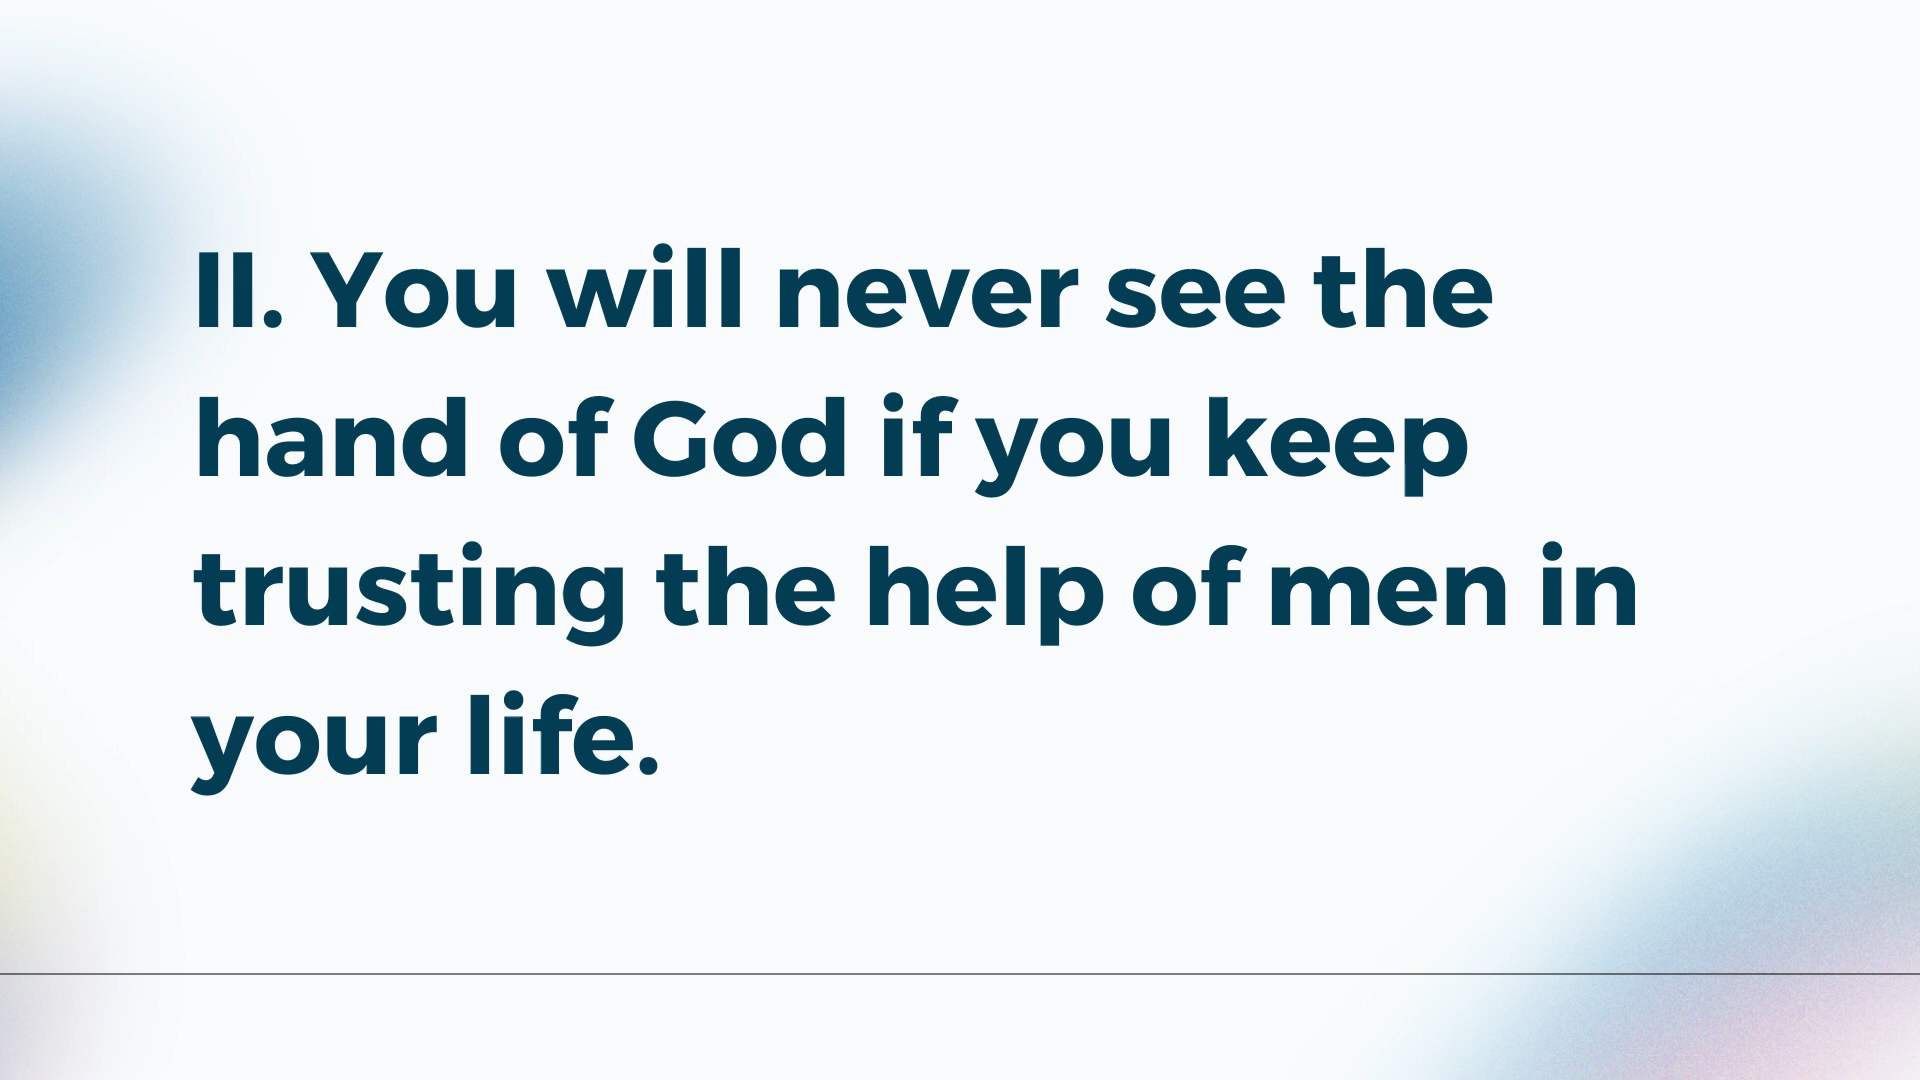 II. You will never see the
hand of God if you keep
trusting the help of men in
your life.